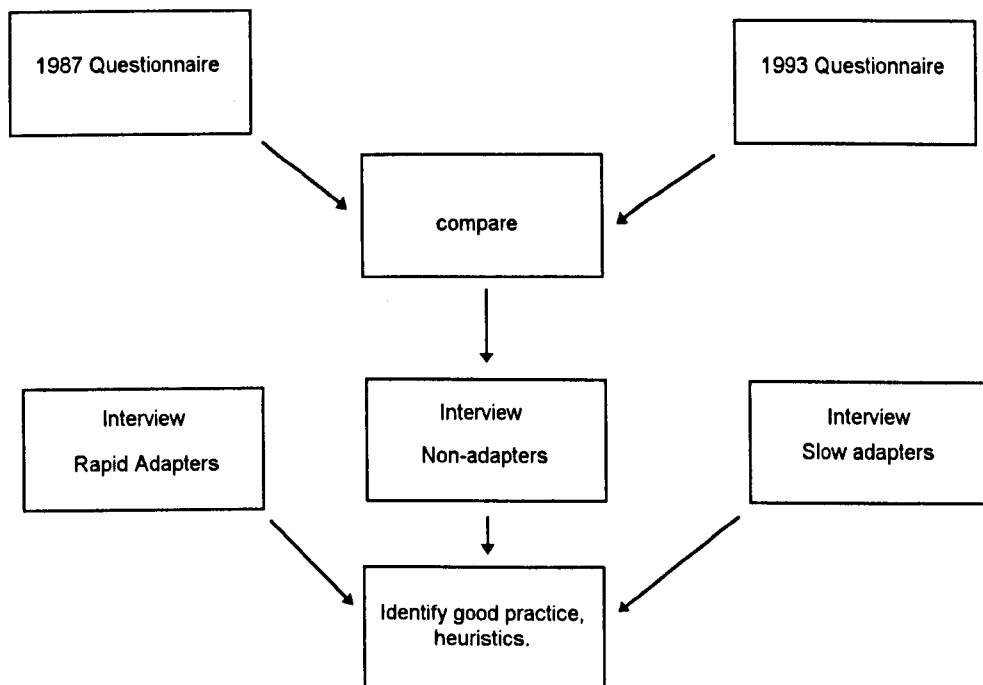 1987 Questionnaire
1993 Questionnaire
compare
Interview
Rapid Adapters
Interview
Non-adapters
Interview
Slow adapters
Identify good practice,
heuristics.